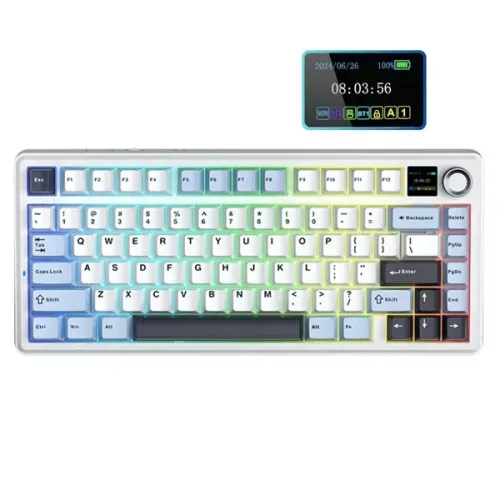 2024/06/26 100%
08:03:56
WIN BT1 A 1
Esc F1 F2 F3 F4 F5 F6 F7 F8 F9 F10 F11 F12
~ ` ! 1 @ 2 # 3 $ 4 % 5 ^ 6 & 7 * 8 ( 9 ) 0 _ - + = Backspace Delete
Tab Q W E R T Y U I O P { [ } ] | \ PgUp
Caps Lock A S D F G H J K L : ; " ' Enter PgDn
Shift Z X C V B N M < , > . ? / Shift ↑ End
Ctrl Win Alt Alt Fn ← ↓ →